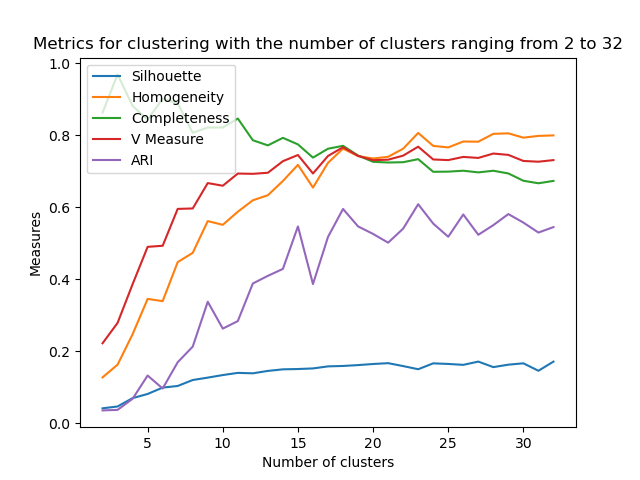 Metrics for clustering with the number of clusters ranging from 2 to 32
1.0
0.8
0.6
0.4
0.2
0.0
Measures
Silhouette
Homogeneity
Completeness
V Measure
ARI
5 10 15 20 25 30
Number of clusters